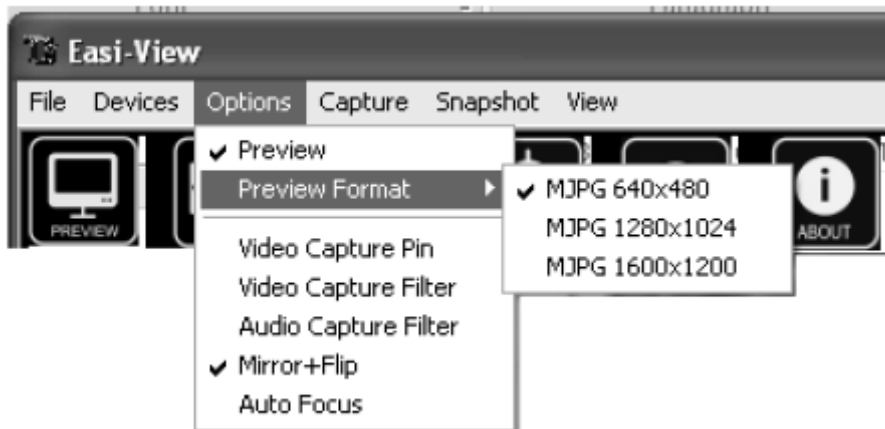 Easi-View
File Devices Options Capture Snapshot View
PREVIEW
ABOUT
Preview
Preview Format
MJPG 640x480
MJPG 1280x1024
MJPG 1600x1200
Video Capture Pin
Video Capture Filter
Audio Capture Filter
Mirror+Flip
Auto Focus